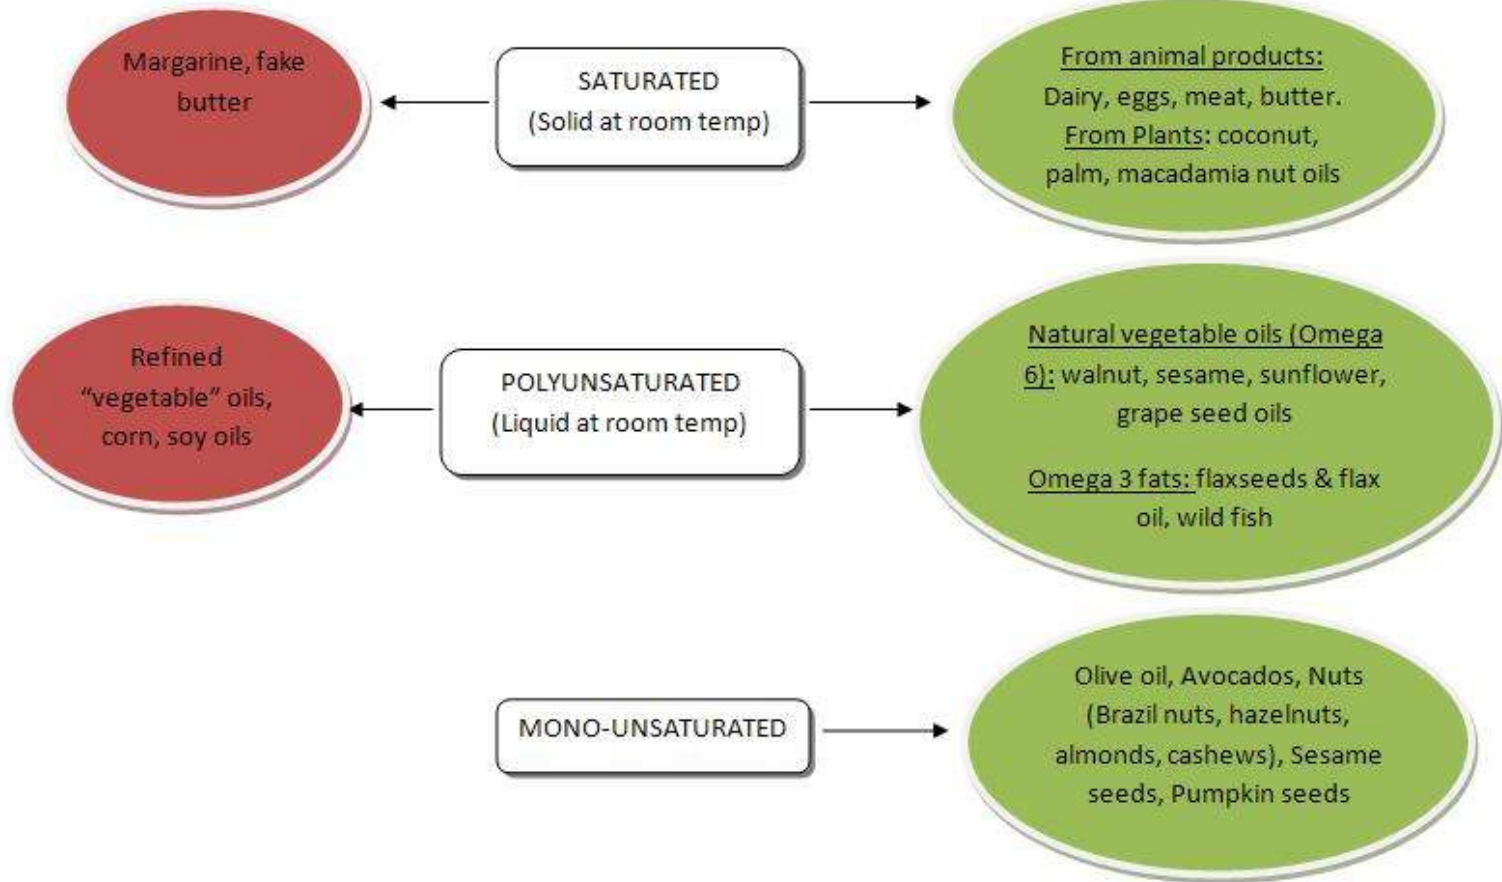 Margarine, fake
butter
SATURATED
(Solid at room temp)
From animal products:
Dairy, eggs, meat, butter.
From Plants: coconut,
palm, macadamia nut oils
Refined
“vegetable” oils,
corn, soy oils
POLYUNSATURATED
(Liquid at room temp)
Natural vegetable oils (Omega
6): walnut, sesame, sunflower,
grape seed oils
Omega 3 fats: flaxseeds & flax
oil, wild fish
MONO-UNSATURATED
Olive oil, Avocados, Nuts
(Brazil nuts, hazelnuts,
almonds, cashews), Sesame
seeds, Pumpkin seeds